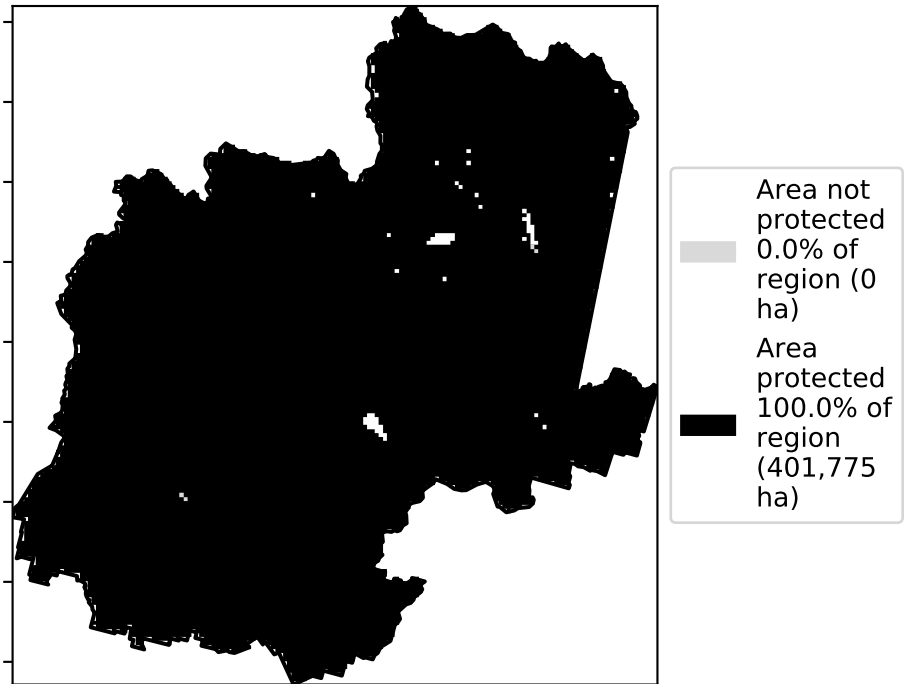 Area not
protected
0.0% of
region (0
ha)
Area
protected
100.0% of
region
(401,775
ha)